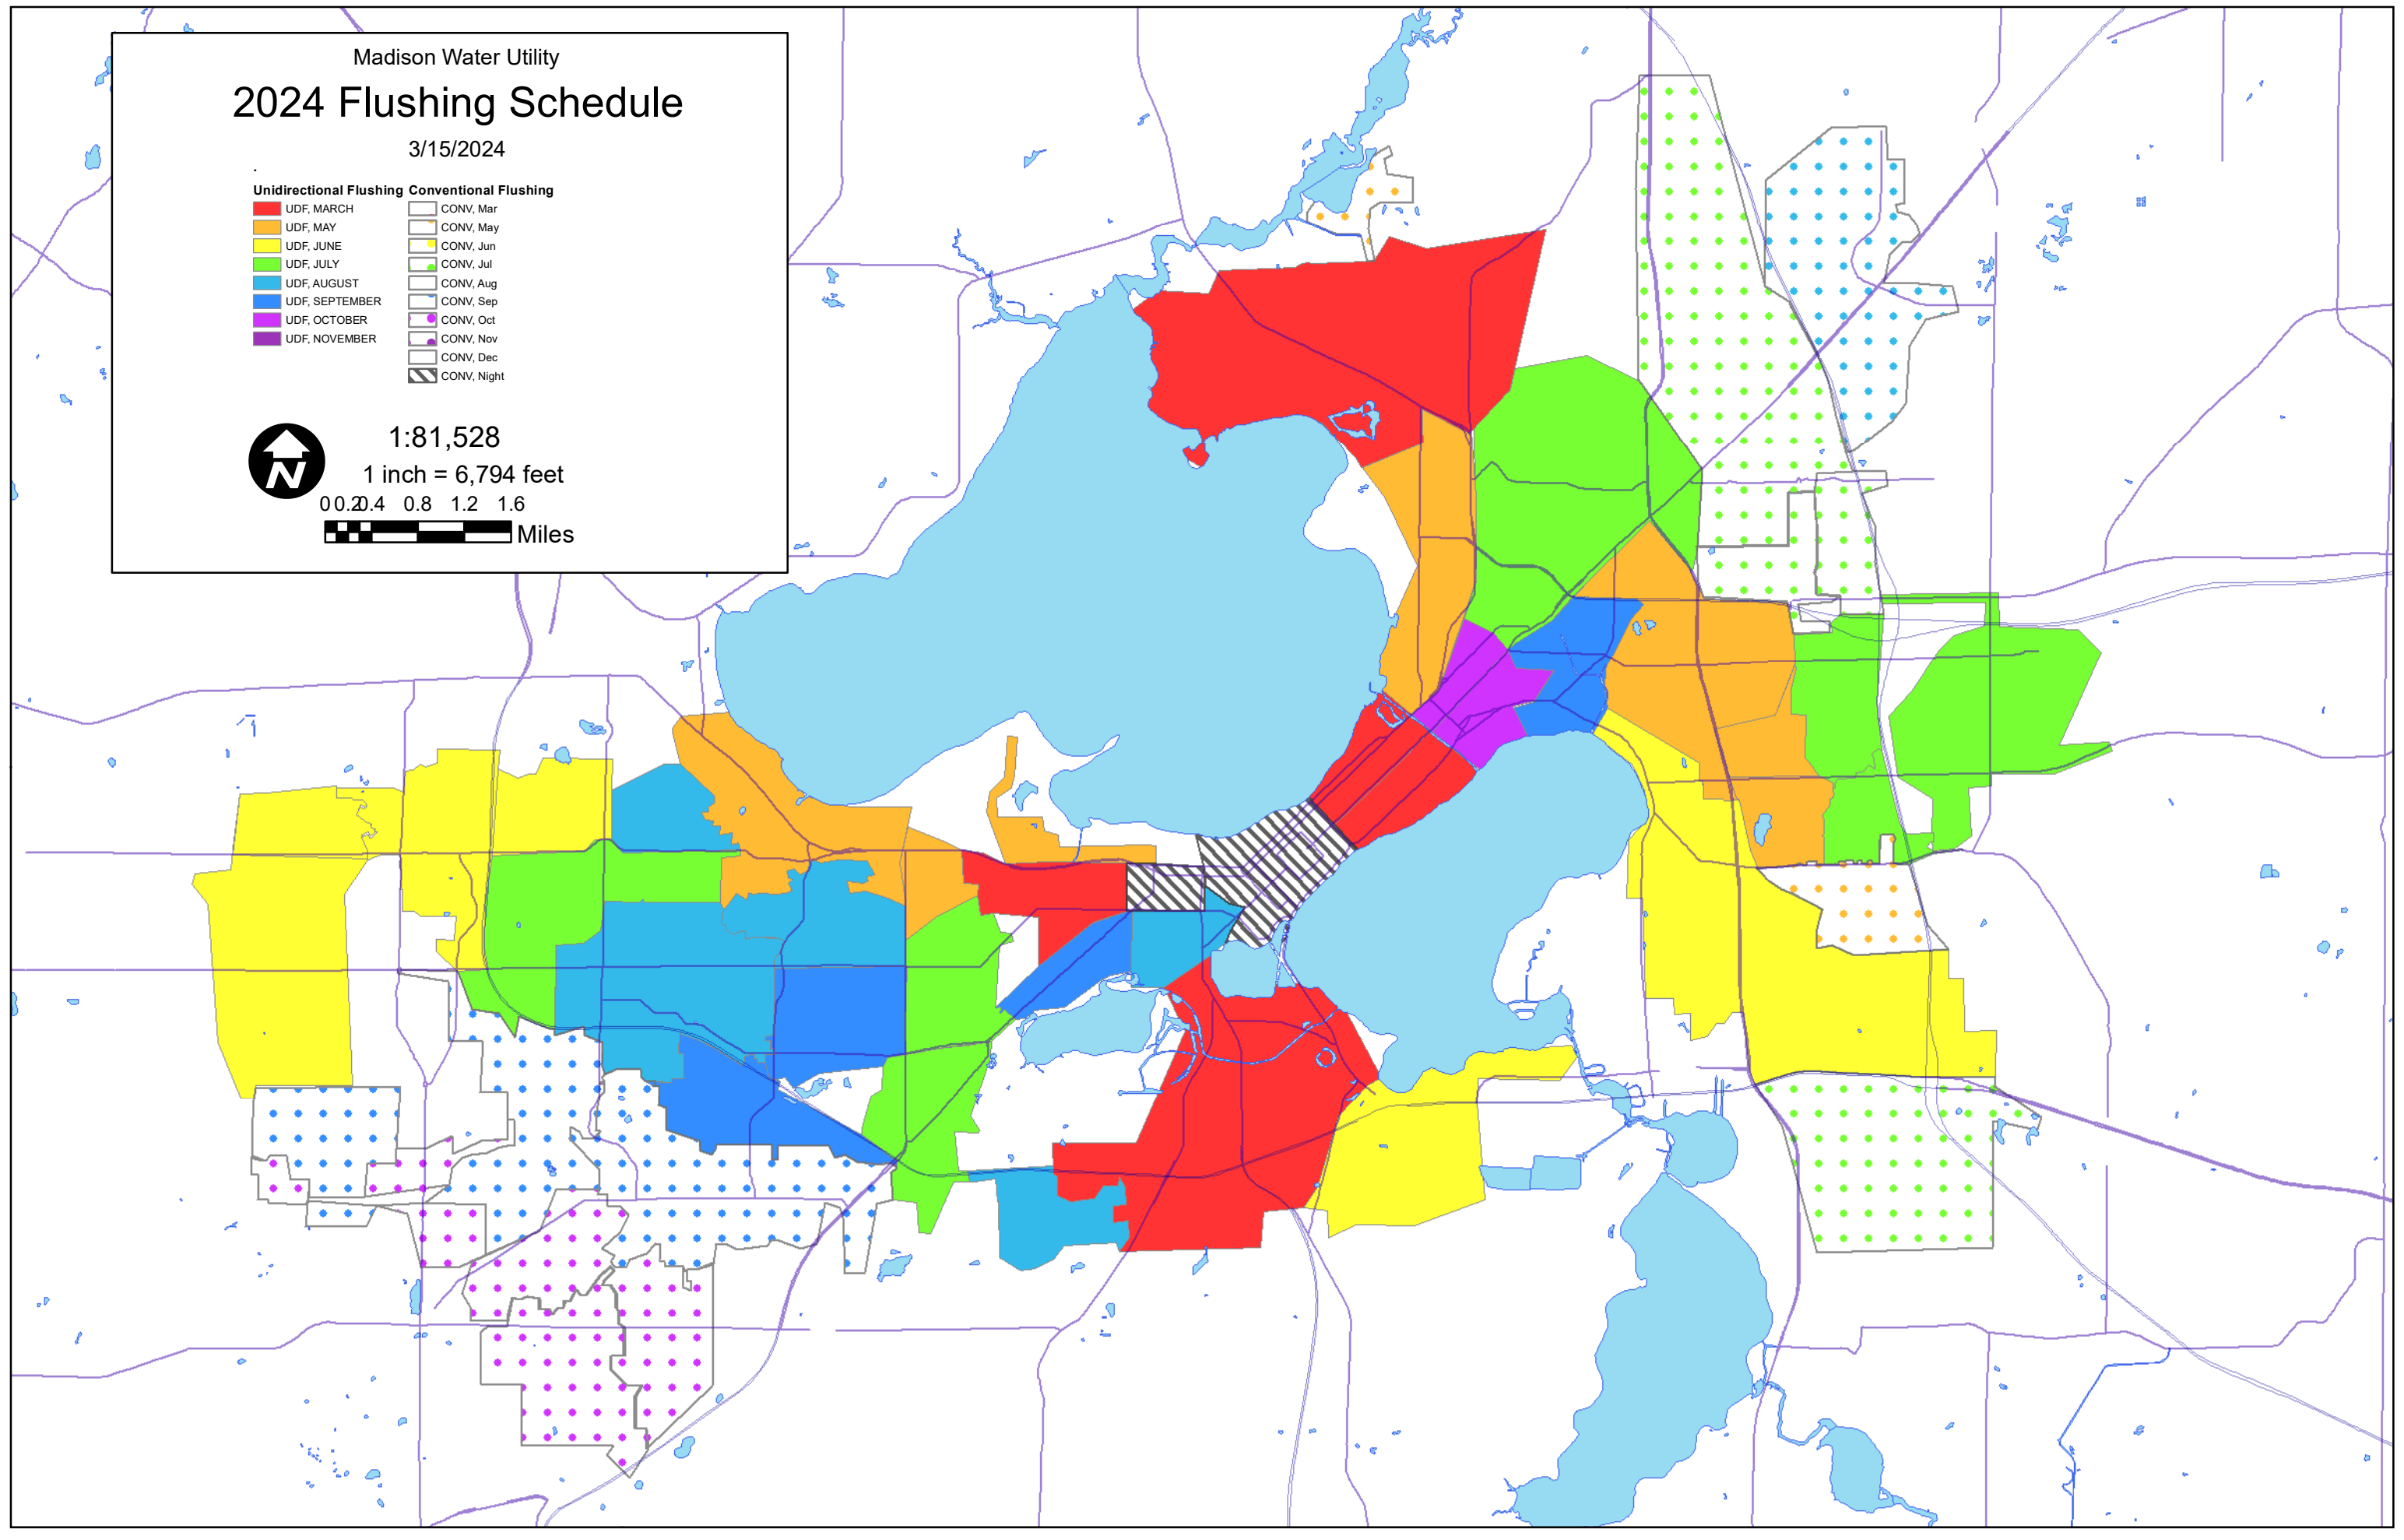 Madison Water Utility
2024 Flushing Schedule
3/15/2024
.
Unidirectional Flushing Conventional Flushing
UDF, MARCH CONV, Mar
UDF, MAY CONV, May
UDF, JUNE CONV, Jun
UDF, JULY CONV, Jul
UDF, AUGUST CONV, Aug
UDF, SEPTEMBER CONV, Sep
UDF, OCTOBER CONV, Oct
UDF, NOVEMBER CONV, Nov
CONV, Dec
CONV, Night
N
1:81,528
1 inch = 6,794 feet
0 0.2 0.4 0.8 1.2 1.6
Miles